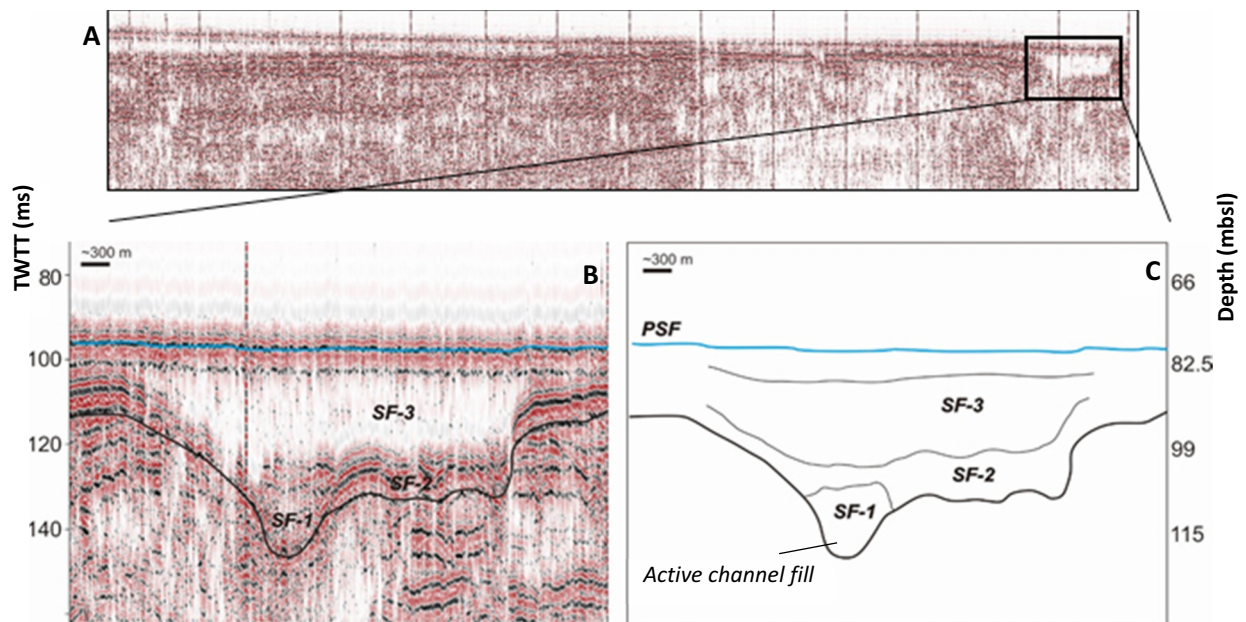 A
TWTT (ms)
Depth (mbsl)
~300 m
B
80
100
120
140
SF-3
SF-2
SF-1
~300 m
C
PSF
66
82.5
99
115
SF-3
SF-2
SF-1
Active channel fill